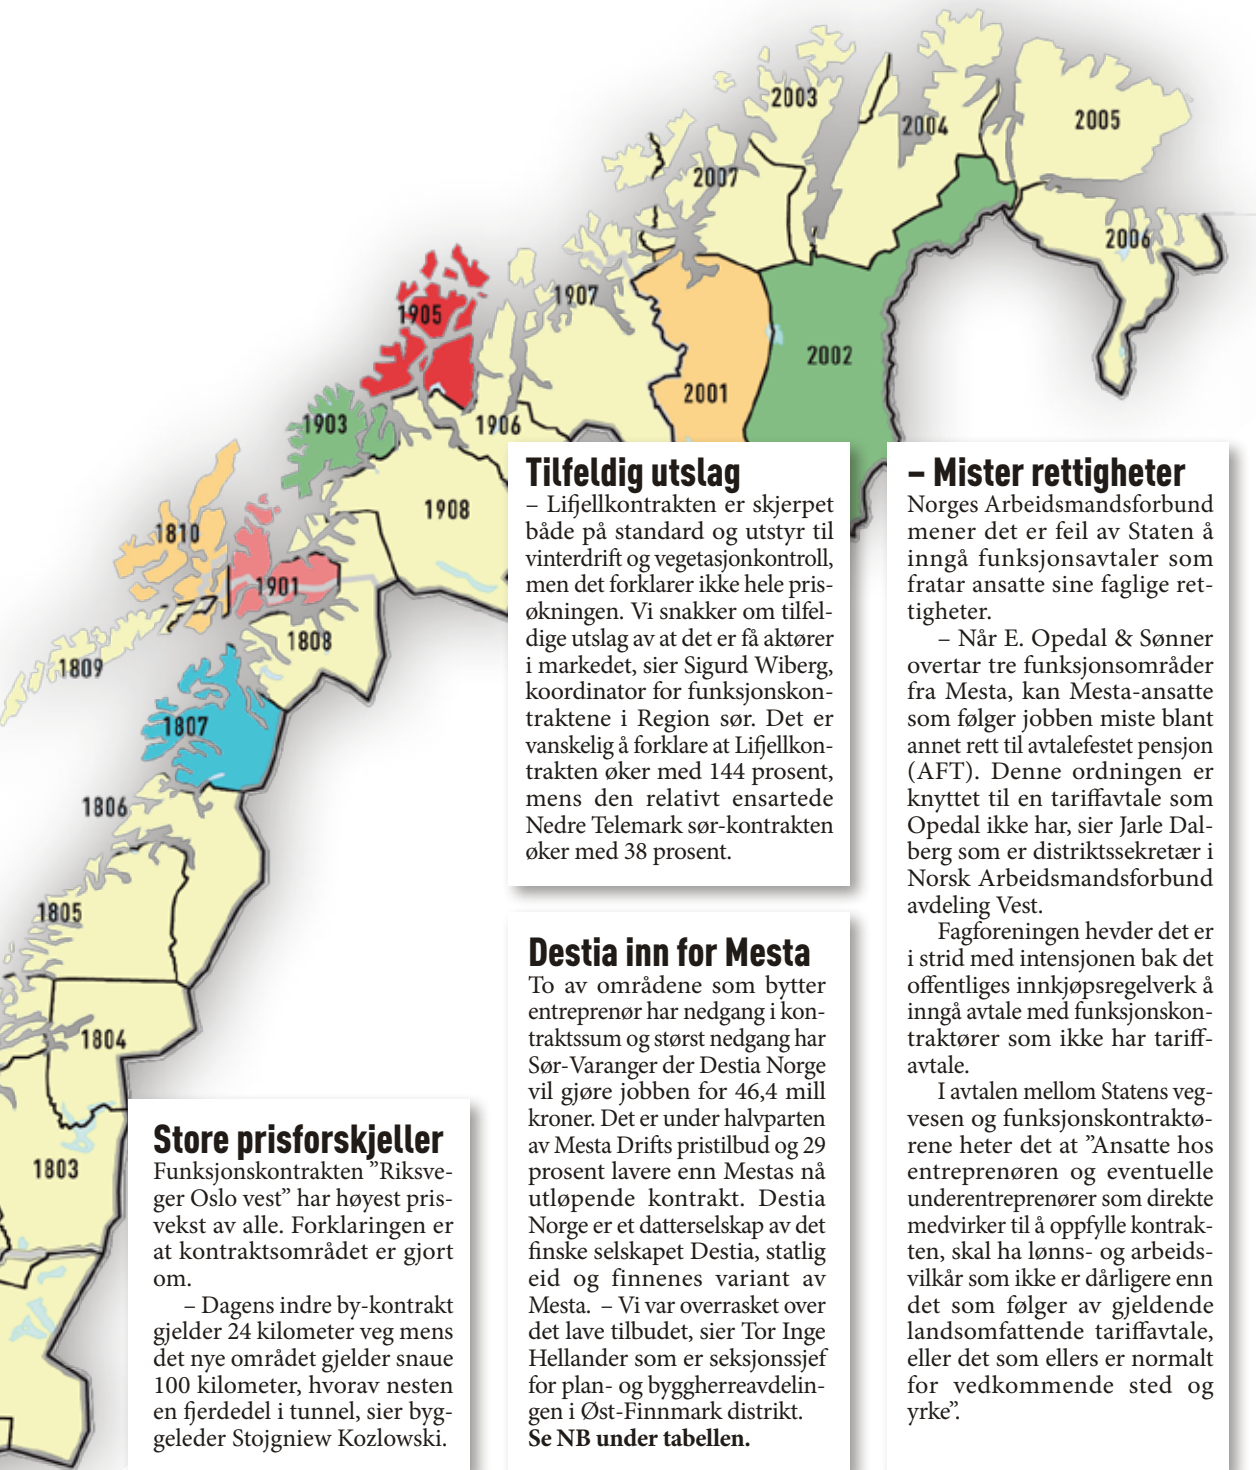 2003
2004
2005
2007
2006
1907
1905
2002
2001
1903
1906
1908
1810
1901
1808
1809
1807
1806
1805
1804
1803
Tilfeldig utslag
– Lifjellkontrakten er skjerpet
både på standard og utstyr til
vinterdrift og vegetasjonkontroll,
men det forklarer ikke hele pris-
økningen. Vi snakker om tilfel-
dige utslag av at det er få aktører
i markedet, sier Sigurd Wiberg,
koordinator for funksjonskon-
traktene i Region sør. Det er
vanskelig å forklare at Lifjellkon-
trakten øker med 144 prosent,
mens den relativt ensartede
Nedre Telemark sør-kontrakten
øker med 38 prosent.
– Mister rettigheter
Norges Arbeidsmandsforbund
mener det er feil av Staten å
inngå funksjonsavtaler som
fratar ansatte sine faglige ret-
tigheter.
– Når E. Opedal & Sønner
overtar tre funksjonsområder
fra Mesta, kan Mesta-ansatte
som følger jobben miste blant
annet rett til avtalefestet pensjon
(AFT). Denne ordningen er
knyttet til en tariffavtale som
Opedal ikke har, sier Jarle Dal-
berg som er distriktssekretær i
Norsk Arbeidsmandsforbund
avdeling Vest.
Fagforeningen hevder det er
i strid med intensjonen bak det
offentliges innkjøpsregelverk å
inngå avtale med funksjonskon-
traktører som ikke har tariff-
avtale.
I avtalen mellom Statens veg-
vesen og funksjonskontraktø-
rene heter det at ”Ansatte hos
entreprenøren og eventuelle
underentreprenører som direkte
medvirker til å oppfylle kontrak-
ten, skal ha lønns- og arbeids-
vilkår som ikke er dårligere enn
det som følger av gjeldende
landsomfattende tariffavtale,
eller det som ellers er normalt
for vedkommende sted og
yrke”.
Destia inn for Mesta
To av områdene som bytter
entreprenør har nedgang i kon-
traktssum og størst nedgang har
Sør-Varanger der Destia Norge
vil gjøre jobben for 46,4 mill
kroner. Det er under halvparten
av Mesta Drifts pristilbud og 29
prosent lavere enn Mestas nå
utløpende kontrakt. Destia
Norge er et datterselskap av det
finske selskapet Destia, statlig
eid og finnenes variant av
Mesta. – Vi var overrasket over
det lave tilbudet, sier Tor Inge
Hellander som er seksjonssjef
for plan- og byggherreavdelin-
gen i Øst-Finnmark distrikt.
Se NB under tabellen.
Store prisforskjeller
Funksjonskontrakten ”Riksve-
ger Oslo vest” har høyest pris-
vekst av alle. Forklaringen er
at kontraktsområdet er gjort
om.
– Dagens indre by-kontrakt
gjelder 24 kilometer veg mens
det nye området gjelder snaue
100 kilometer, hvorav nesten
en fjerdedel i tunnel, sier byg-
geleder Stojgniew Kozlowski.